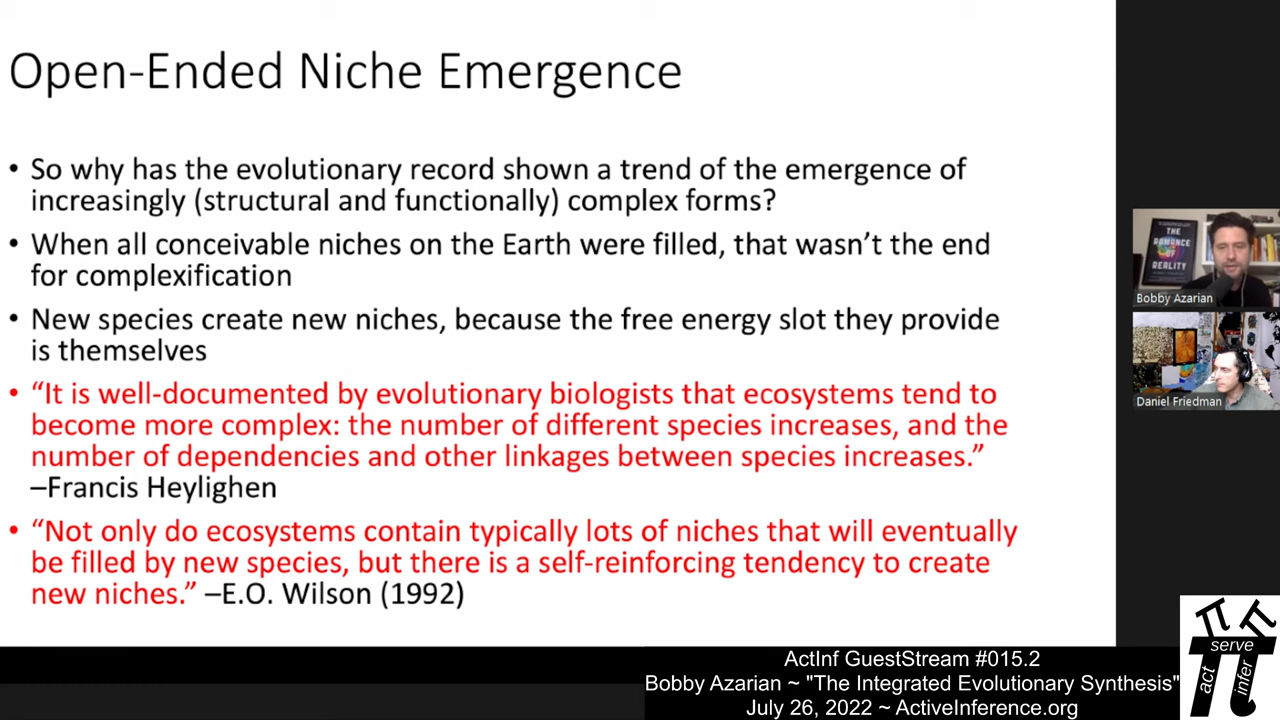 Open-Ended Niche Emergence
• So why has the evolutionary record shown a trend of the emergence of
increasingly (structural and functionally) complex forms?
• When all conceivable niches on the Earth were filled, that wasn’t the end
for complexification
• New species create new niches, because the free energy slot they provide
is themselves
• “It is well-documented by evolutionary biologists that ecosystems tend to
become more complex: the number of different species increases, and the
number of dependencies and other linkages between species increases.”
–Francis Heylighen
• “Not only do ecosystems contain typically lots of niches that will eventually
be filled by new species, but there is a self-reinforcing tendency to create
new niches.” –E.O. Wilson (1992)
THE
ROMANCE
OF
REALITY
Bobby Azarian
Daniel Friedman
ActInf GuestStream #015.2
Bobby Azarian ~ "The Integrated Evolutionary Synthesis"
July 26, 2022 ~ ActiveInference.org
serve
act
infer